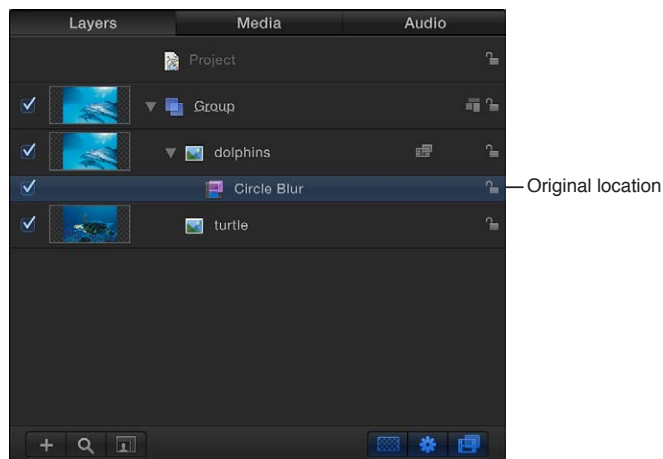 Layers Media Audio
Project
Group
dolphins
Circle Blur
Original location
turtle